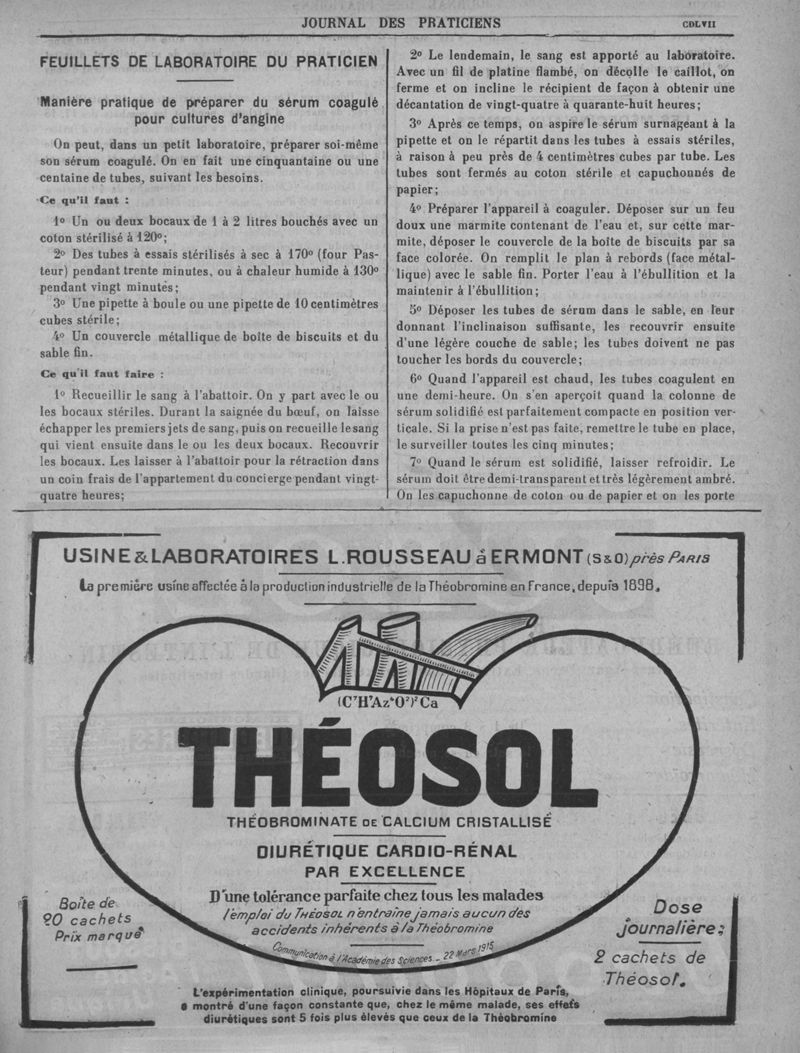 JOURNAL DES PRATICIENS
CDLVII
FEUILLETS DE LABORATOIRE DU PRATICIEN
Manière pratique de préparer du sérum coagulé
pour cultures d'angine
On peut, dans un petit laboratoire, préparer soi-même
son sérum coagulé. On en fait une cinquantaine ou une
centaine de tubes, suivant les besoins.
Ce qu'il faut :
1º Un ou deux bocaux de 1 à 2 litres bouchés avec un
coton stérilisé à 120º;
2º Des tubes à essais stérilisés à sec à 170º (four Pas-
teur) pendant trente minutes, ou à chaleur humide à 130º
pendant vingt minutes;
3º Une pipette à boule ou une pipette de 10 centimètres
cubes stérile;
4º Un couvercle métallique de boîte de biscuits et du
sable fin.
Ce qu'il faut faire :
1º Recueillir le sang à l'abattoir. On y part avec le ou
les bocaux stériles. Durant la saignée du bœuf, on laisse
échapper les premiers jets de sang, puis on recueille le sang
qui vient ensuite dans le ou les deux bocaux. Recouvrir
les bocaux. Les laisser à l'abattoir pour la rétraction dans
un coin frais de l'appartement du concierge pendant vingt-
quatre heures;
2º Le lendemain, le sang est apporté au laboratoire.
Avec un fil de platine flambé, on décolle le caillot, on
ferme et on incline le récipient de façon à obtenir une
décantation de vingt-quatre à quarante-huit heures;
3º Après ce temps, on aspire le sérum surnageant à la
pipette et on le répartit dans les tubes à essais stériles,
à raison à peu près de 4 centimètres cubes par tube. Les
tubes sont fermés au coton stérile et capuchonnés de
papier;
4º Préparer l'appareil à coaguler. Déposer sur un feu
doux une marmite contenant de l'eau et, sur cette mar-
mite, déposer le couvercle de la boîte de biscuits par sa
face colorée. On remplit le plan à rebords (face métal-
lique) avec le sable fin. Porter l'eau à l'ébullition et la
maintenir à l'ébullition;
5º Déposer les tubes de sérum dans le sable, en leur
donnant l'inclinaison suffisante, les recouvrir ensuite
d'une légère couche de sable; les tubes doivent ne pas
toucher les bords du couvercle;
6º Quand l'appareil est chaud, les tubes coagulent en
une demi-heure. On s'en aperçoit quand la colonne de
sérum solidifié est parfaitement compacte en position ver-
ticale. Si la prise n'est pas faite, remettre le tube en place,
le surveiller toutes les cinq minutes;
7º Quand le sérum est solidifié, laisser refroidir. Le
sérum doit être demi-transparent et très légèrement ambré.
On les capuchonne de coton ou de papier et on les porte
USINE & LABORATOIRES L.ROUSSEAU à ERMONT (S&O) près PARIS
La première usine affectée à la production industrielle de la Théobromine en France, depuis 1898.
(C⁷H⁷Az⁴O²)²Ca
THÉOSOL
THÉOBROMINATE DE CALCIUM CRISTALLISÉ
DIURÉTIQUE CARDIO-RÉNAL
PAR EXCELLENCE
D'une tolérance parfaite chez tous les malades
l'emploi du THÉOSOL n'entraîne jamais aucun des
accidents inhérents à la Théobromine
Communication à l'Académie des Sciences_ 22 Mars 1915
Boîte de
20 cachets
Prix marqué
Dose
journalière;
2 cachets de
Théosol.
L'expérimentation clinique, poursuivie dans les Hôpitaux de Paris,
a montré d'une façon constante que, chez le même malade, ses effets
diurétiques sont 5 fois plus élevés que ceux de la Théobromine